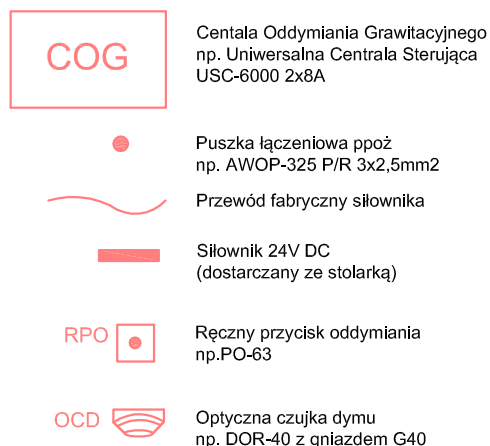 COG
Centala Oddymiania Grawitacyjnego
np. Uniwersalna Centrala Sterująca
USC-6000 2x8A
Puszka łączeniowa ppoż
np. AWOP-325 P/R 3x2,5mm2
Przewód fabryczny siłownika
Siłownik 24V DC
(dostarczany ze stolarką)
RPO
Ręczny przycisk oddymiania
np.PO-63
OCD
Optyczna czujka dymu
np. DOR-40 z gniazdem G40